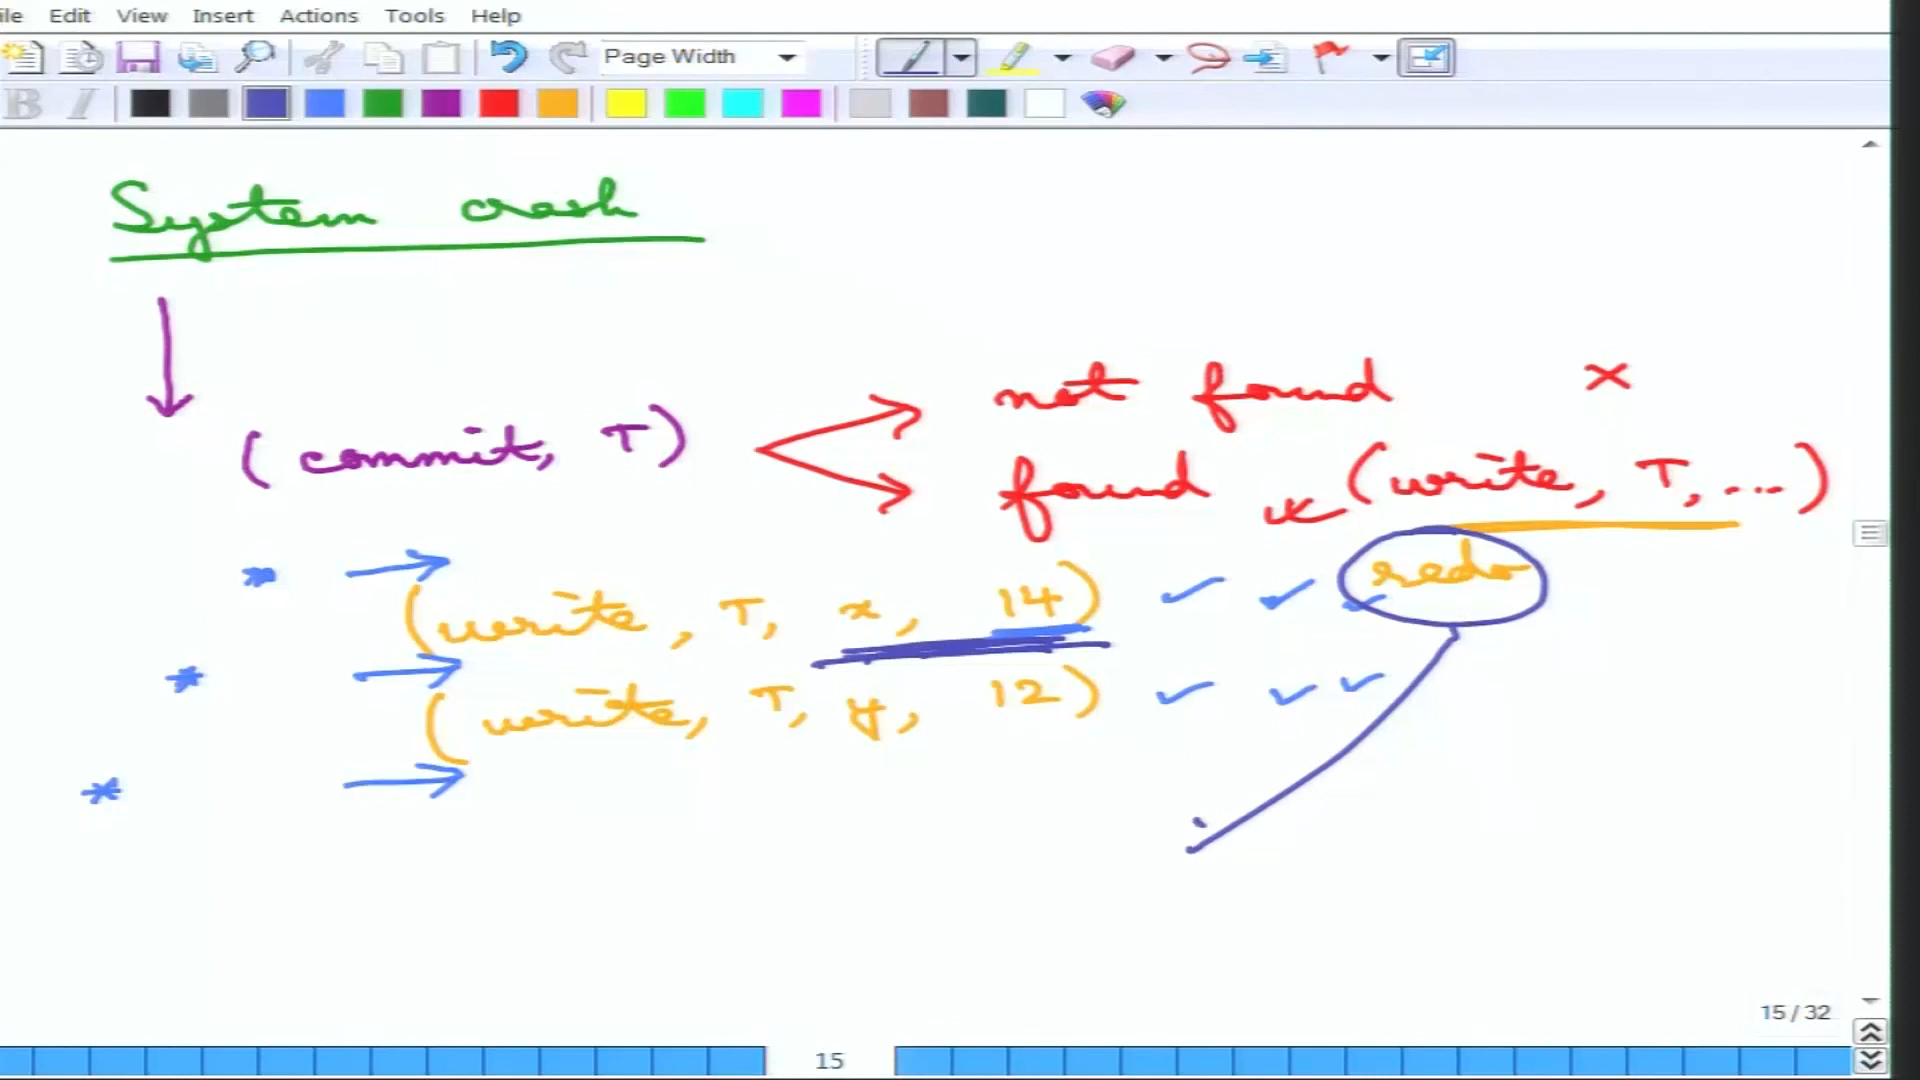 ile Edit View Insert Actions Tools Help
Page Width
B I
System crash
not found ×
(commit, T)
found (write, T, ...)
redo
* → (write, T, x, 14) ✓ ✓ ✓
* → (write, T, y, 12) ✓ ✓ ✓
* →
15 / 32
15